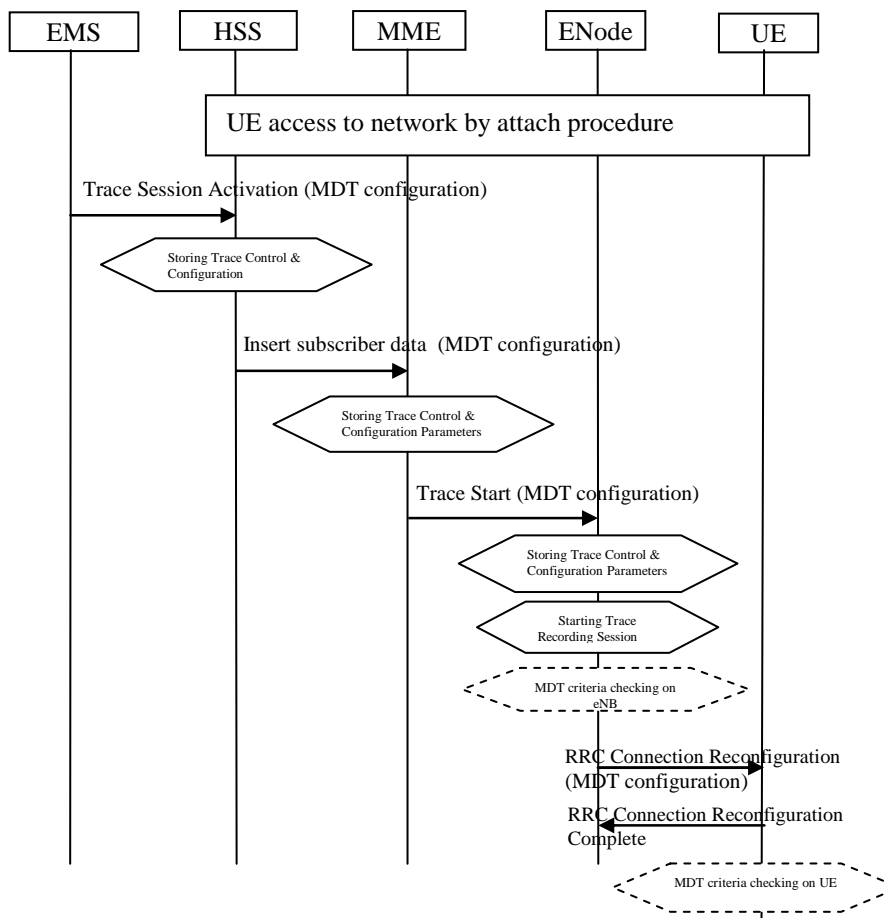 EMS
HSS
MME
ENode
UE
UE access to network by attach procedure
Trace Session Activation (MDT configuration)
Storing Trace Control &
Configuration
Insert subscriber data (MDT configuration)
Storing Trace Control &
Configuration Parameters
Trace Start (MDT configuration)
Storing Trace Control &
Configuration Parameters
Starting Trace
Recording Session
MDT criteria checking on
eNB
RRC Connection Reconfiguration
(MDT configuration)
RRC Connection Reconfiguration
Complete
MDT criteria checking on UE